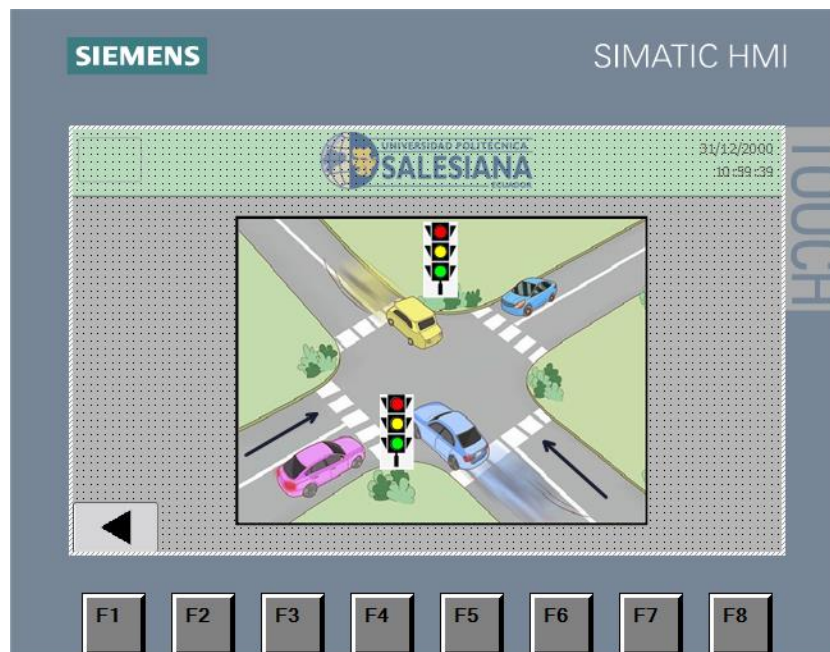 SIEMENS
SIMATIC HMI
TOUCH
UNIVERSIDAD POLITÉCNICA
SALESIANA
ECUADOR
31/12/2000
10:59:39
F1 F2 F3 F4 F5 F6 F7 F8